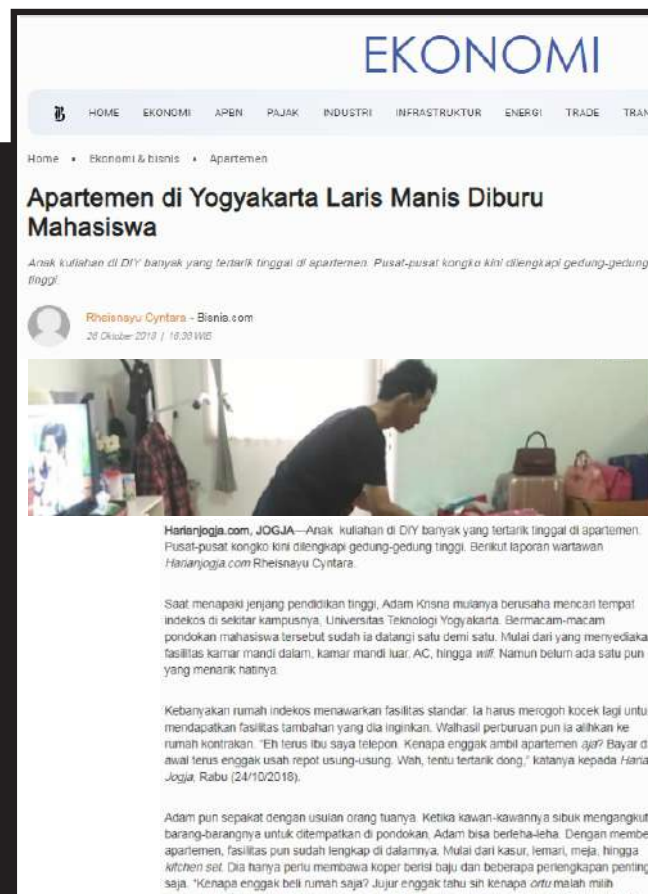 EKONOMI
HOME EKONOMI APBN PAJAK INDUSTRI INFRASTRUKTUR ENERGI TRADE TRAN
Home • Ekonomi & bisnis • Apartemen
Apartemen di Yogyakarta Laris Manis Diburu
Mahasiswa
Anak kuliahan di DIY banyak yang tertarik tinggal di apartemen. Pusat-pusat kongko kini dilengkapi gedung-gedung
tinggi.
Rheisnayu Cyntara - Bisnis.com
26 Oktober 2018 | 16:30 WIB
Harianjogja.com, JOGJA—Anak kuliahan di DIY banyak yang tertarik tinggal di apartemen.
Pusat-pusat kongko kini dilengkapi gedung-gedung tinggi. Berikut laporan wartawan
Harianjogja.com Rheisnayu Cyntara.
Saat menapaki jenjang pendidikan tinggi, Adam Krisna mulanya berusaha mencari tempat
indekos di sekitar kampusnya, Universitas Teknologi Yogyakarta. Bermacam-macam
pondokan mahasiswa tersebut sudah ia datangi satu demi satu. Mulai dari yang menyediaka
fasilitas kamar mandi dalam, kamar mandi luar, AC, hingga wifi. Namun belum ada satu pun
yang menarik hatinya.
Kebanyakan rumah indekos menawarkan fasilitas standar. Ia harus merogoh kocek lagi untu
mendapatkan fasilitas tambahan yang dia inginkan. Walhasil perburuan pun ia alihkan ke
rumah kontrakan. "Eh terus ibu saya telepon. Kenapa enggak ambil apartemen aja? Bayar d
awal terus enggak usah repot usung-usung. Wah, tentu tertarik dong," katanya kepada Haria
Jogja, Rabu (24/10/2018).
Adam pun sepakat dengan usulan orang tuanya. Ketika kawan-kawannya sibuk mengangkut
barang-barangnya untuk ditempatkan di pondokan, Adam bisa berleha-leha. Dengan membe
apartemen, fasilitas pun sudah lengkap di dalamnya. Mulai dari kasur, lemari, meja, hingga
kitchen set. Dia hanya perlu membawa koper berisi baju dan beberapa perlengkapan penting
saja. "Kenapa enggak beli rumah saja? Jujur enggak tahu sih kenapa ortu malah milih